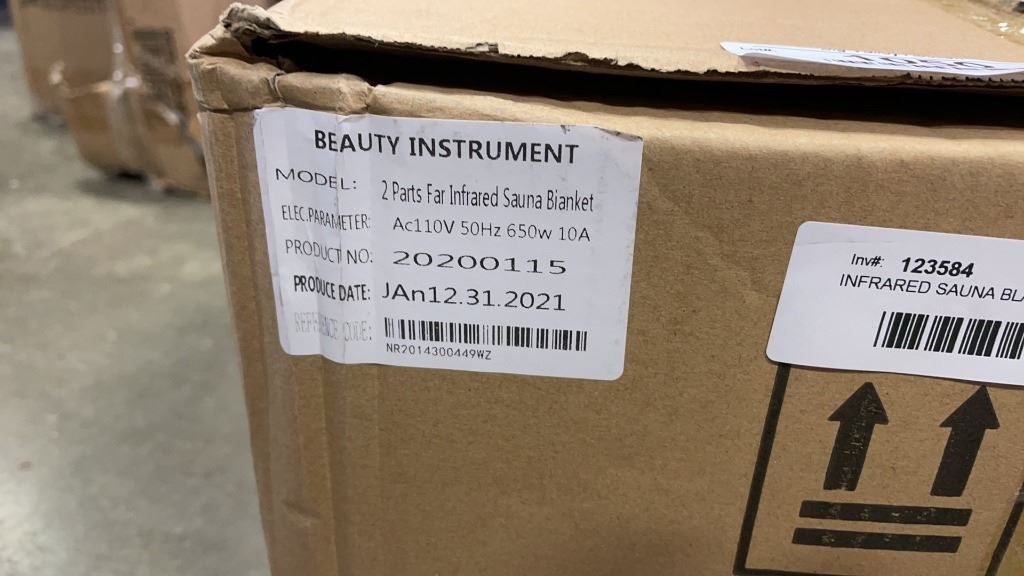 BEAUTY INSTRUMENT
MODEL: 2 Parts Far Infrared Sauna Bianket
ELEC.PARAMETER: Ac110V 50Hz 650w 10A
PRODUCT NO: 20200115
PRODUCE DATE: JAn12.31.2021
CODE:
NR2014300449WZ
Inv#: 123584
INFRARED SAUNA